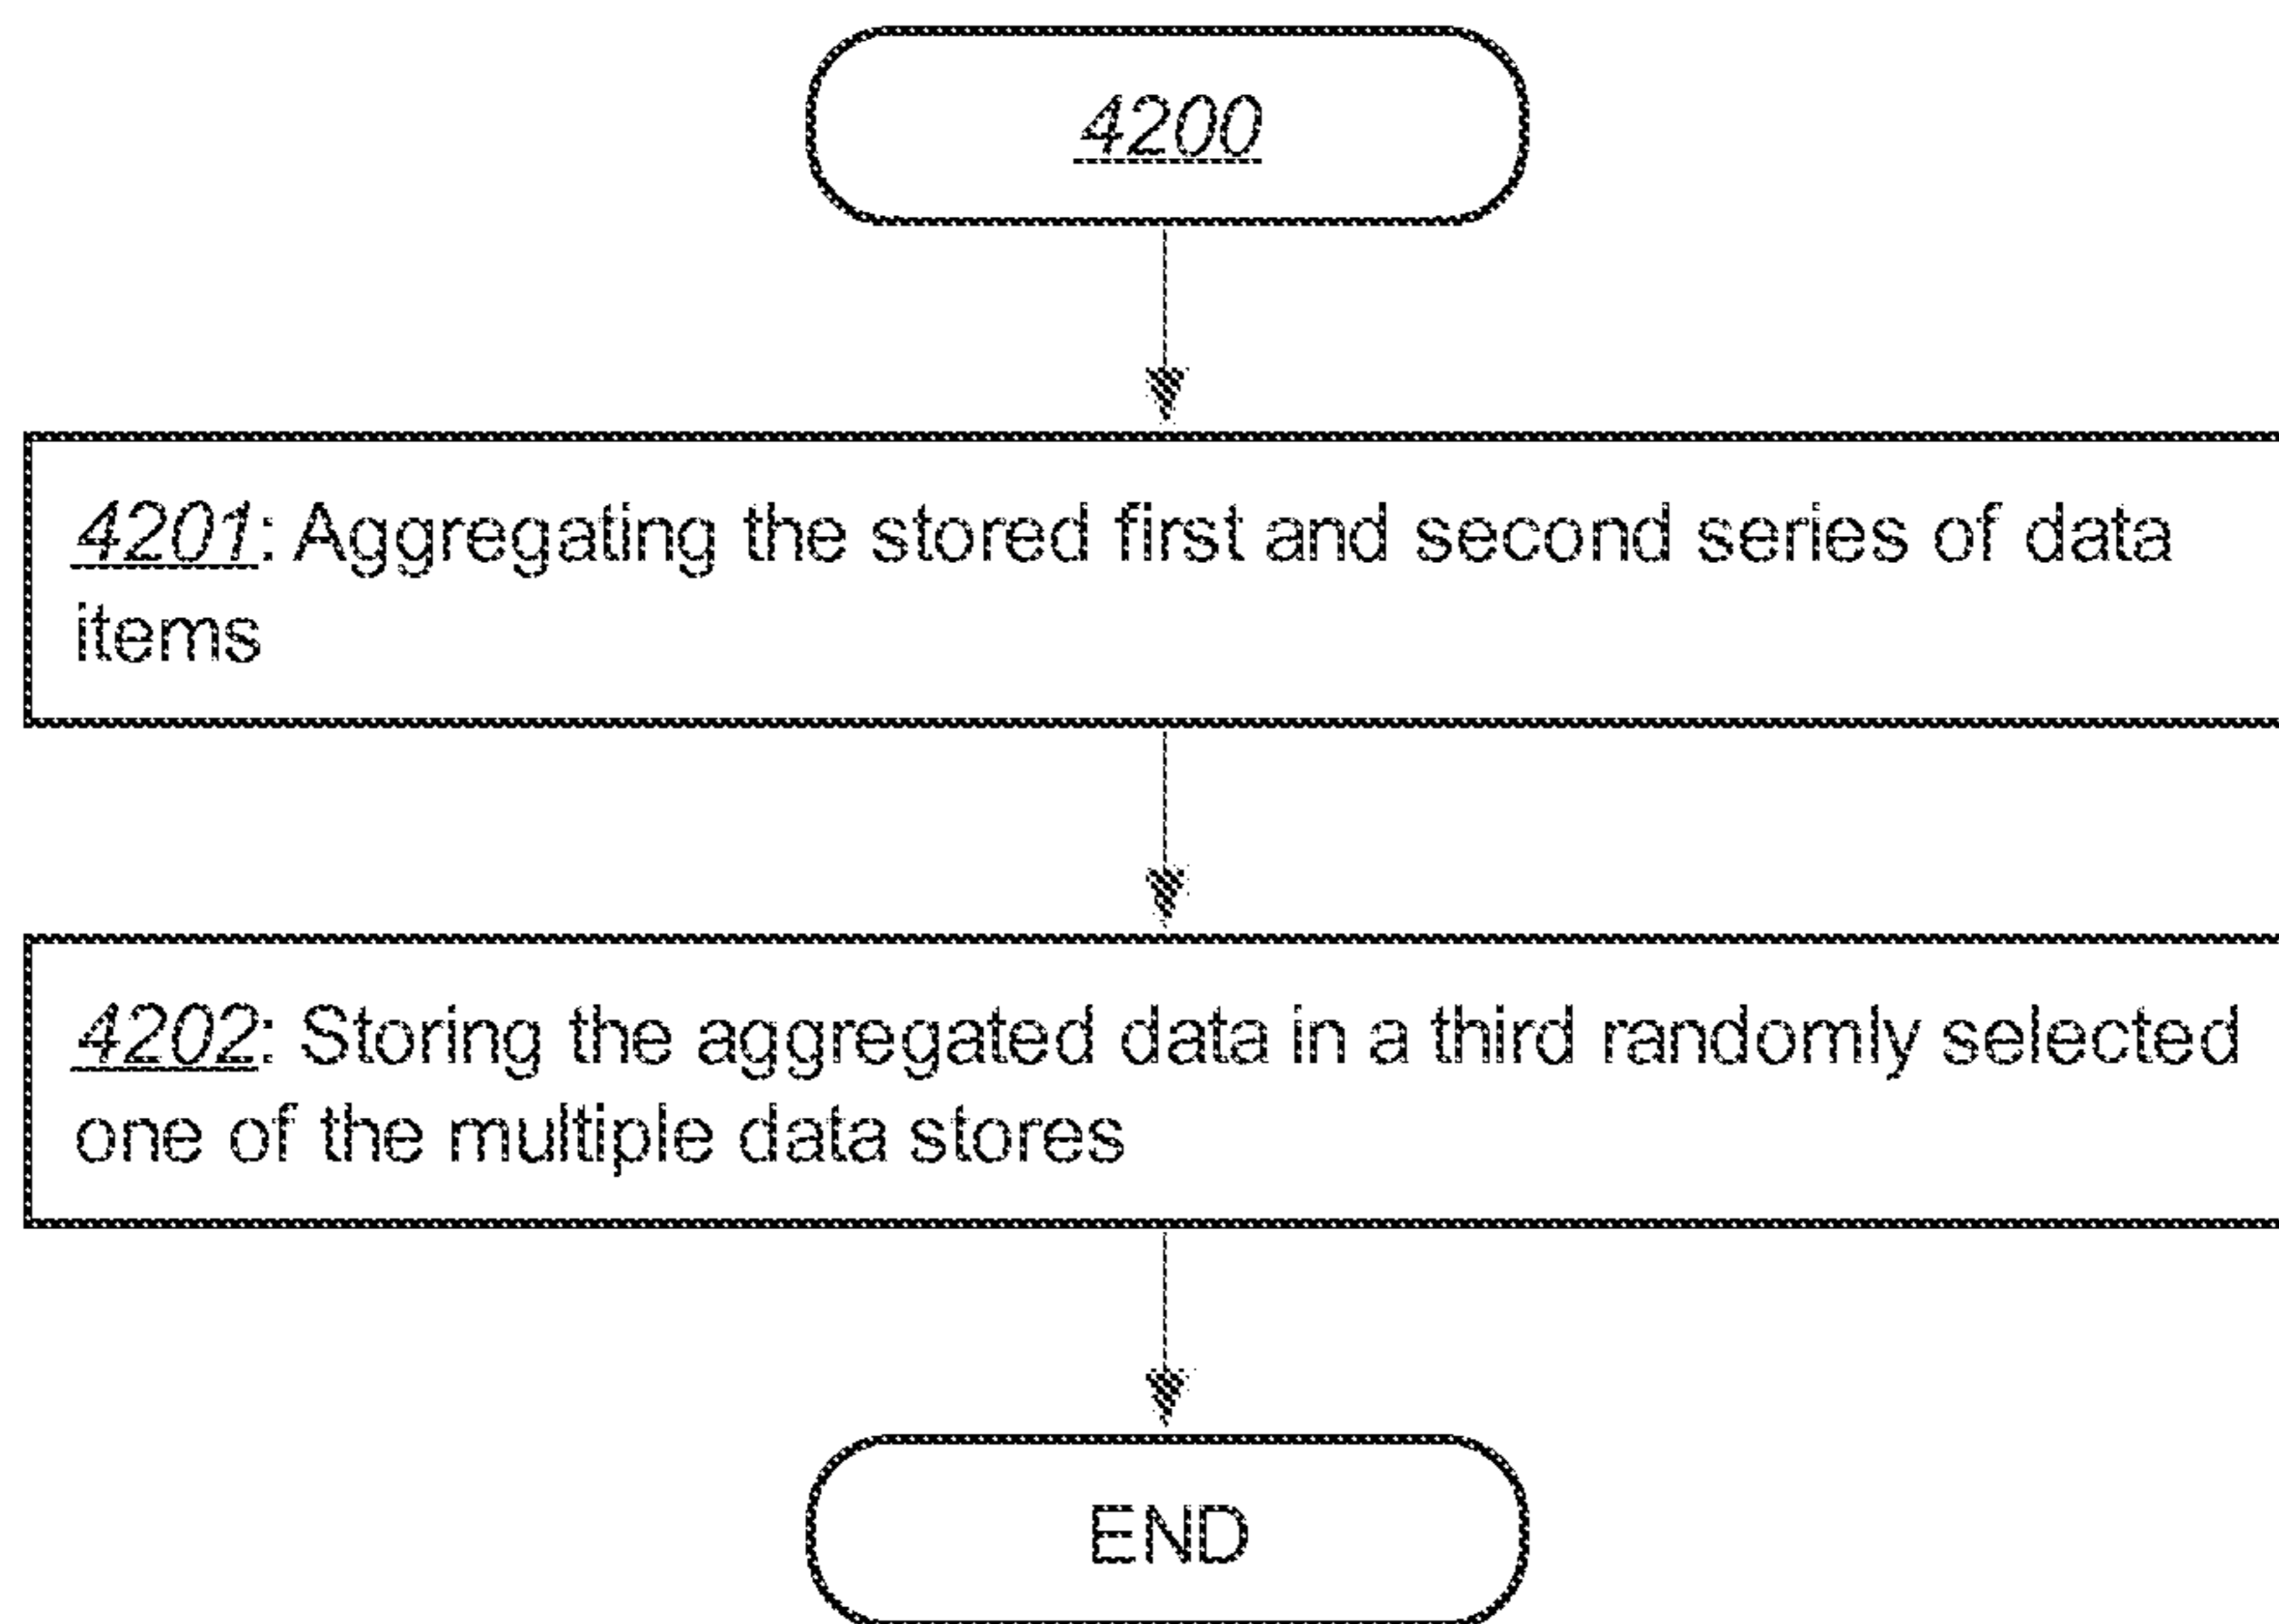 4200
4201: Aggregating the stored first and second series of data
items
4202: Storing the aggregated data in a third randomly selected
one of the multiple data stores
END